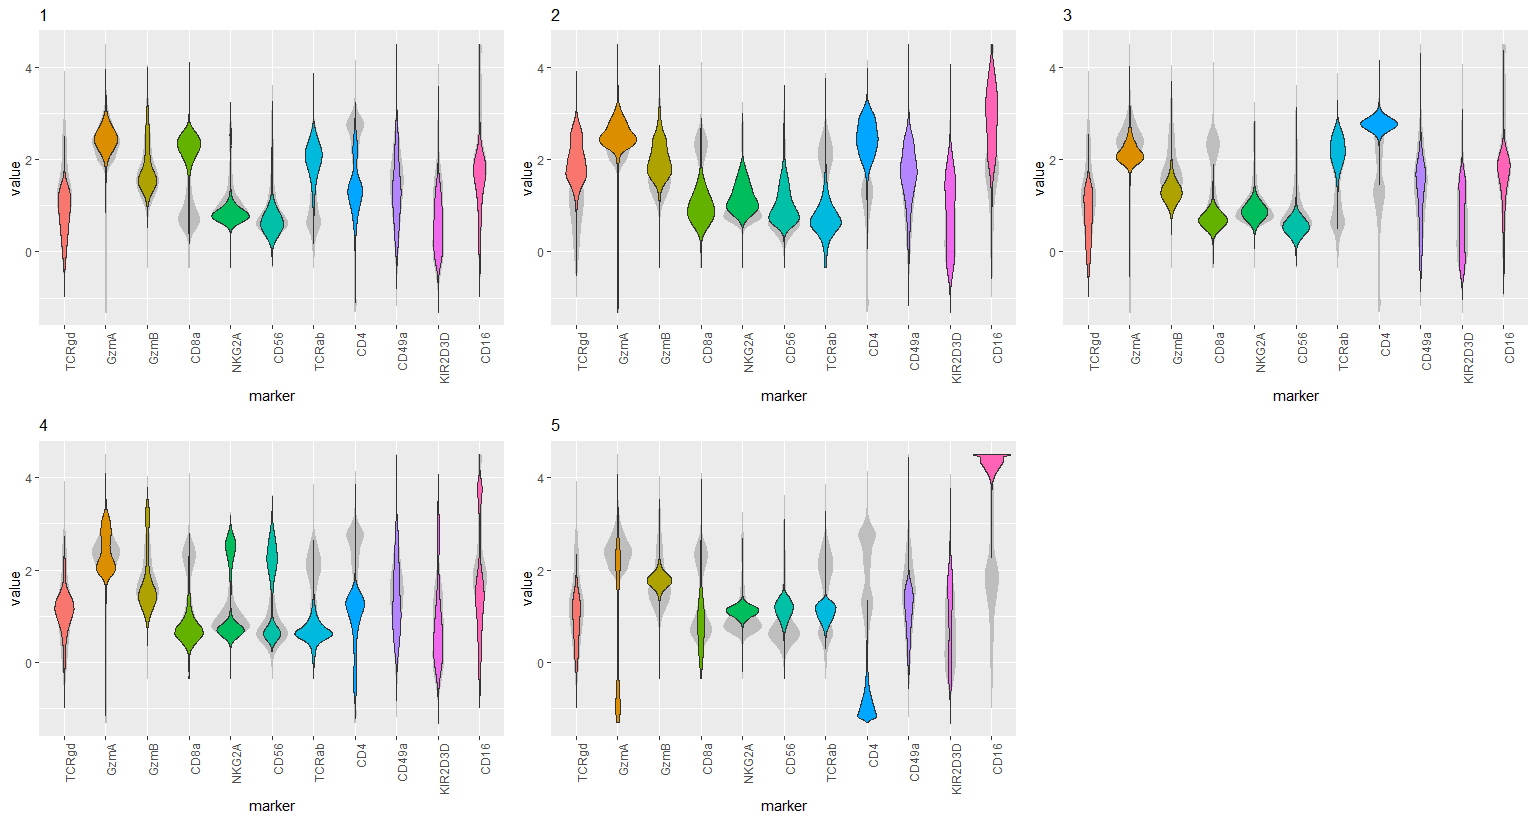 1
value
4
2
0
TCRgd
GzmA
GzmB
CD8a
NKG2A
CD56
TCRab
CD4
CD49a
KIR2D3D
CD16
marker
2
value
4
2
0
TCRgd
GzmA
GzmB
CD8a
NKG2A
CD56
TCRab
CD4
CD49a
KIR2D3D
CD16
marker
3
value
4
2
0
TCRgd
GzmA
GzmB
CD8a
NKG2A
CD56
TCRab
CD4
CD49a
KIR2D3D
CD16
marker
4
value
4
2
0
TCRgd
GzmA
GzmB
CD8a
NKG2A
CD56
TCRab
CD4
CD49a
KIR2D3D
CD16
marker
5
value
4
2
0
TCRgd
GzmA
GzmB
CD8a
NKG2A
CD56
TCRab
CD4
CD49a
KIR2D3D
CD16
marker